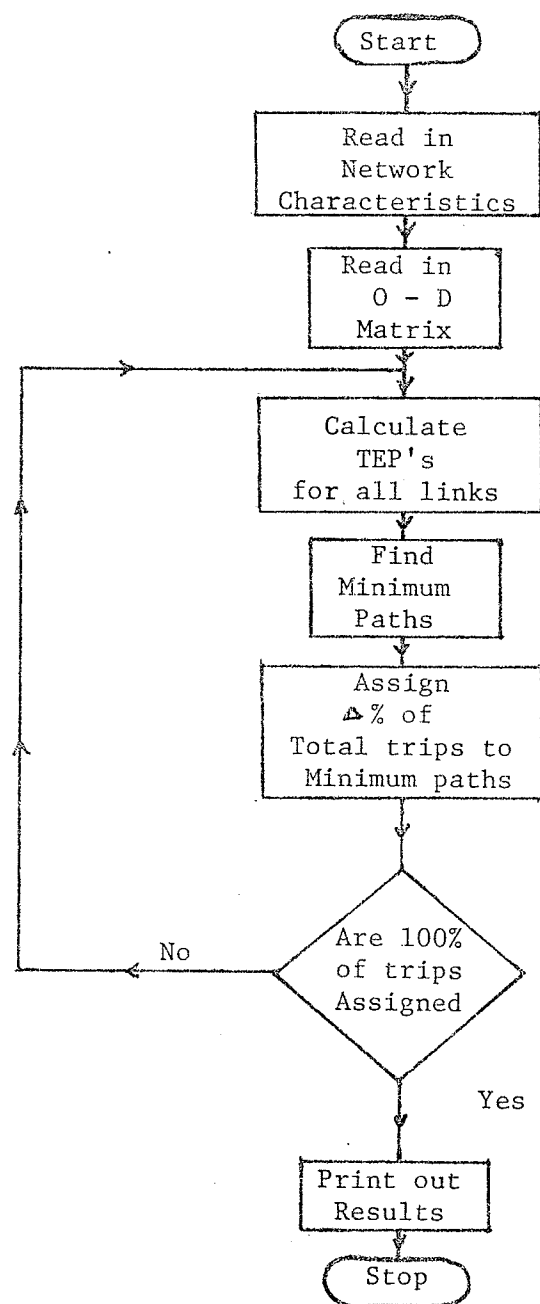 Start
Read in
Network
Characteristics
Read in
O - D
Matrix
Calculate
TEP's
for all links
Find
Minimum
Paths
Assign
Δ% of
Total trips to
Minimum paths
No
Are 100%
of trips
Assigned
Yes
Print out
Results
Stop